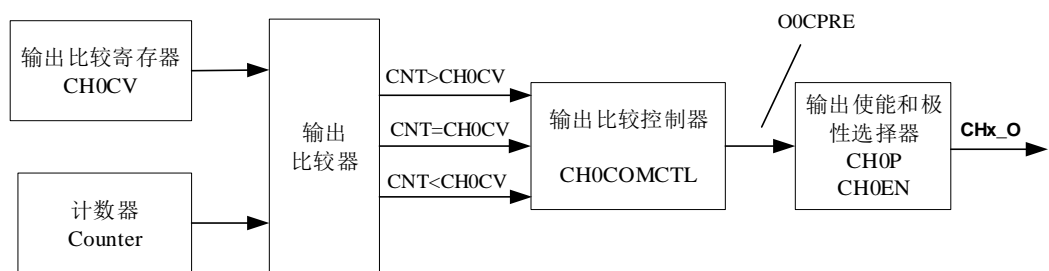 O0CPRE
输出比较寄存器
CH0CV
计数器
Counter
输出
比较器
CNT>CH0CV
CNT=CH0CV
CNT<CH0CV
输出比较控制器
CH0COMCTL
输出使能和极
性选择器
CH0P
CH0EN
CHx_O